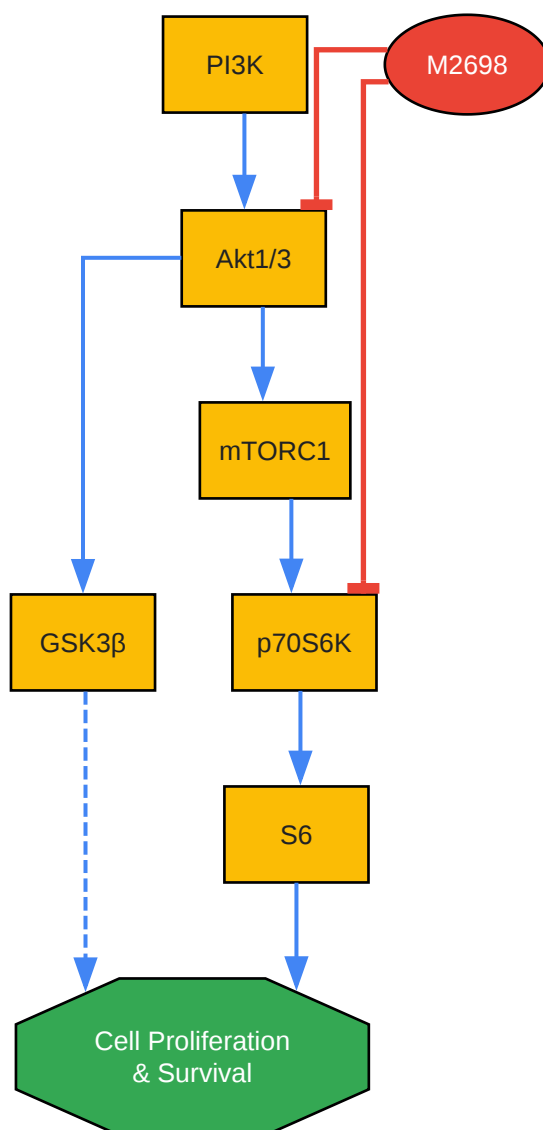 PI3K
M2698
Akt1/3
mTORC1
GSK3β
p70S6K
S6
Cell Proliferation
& Survival